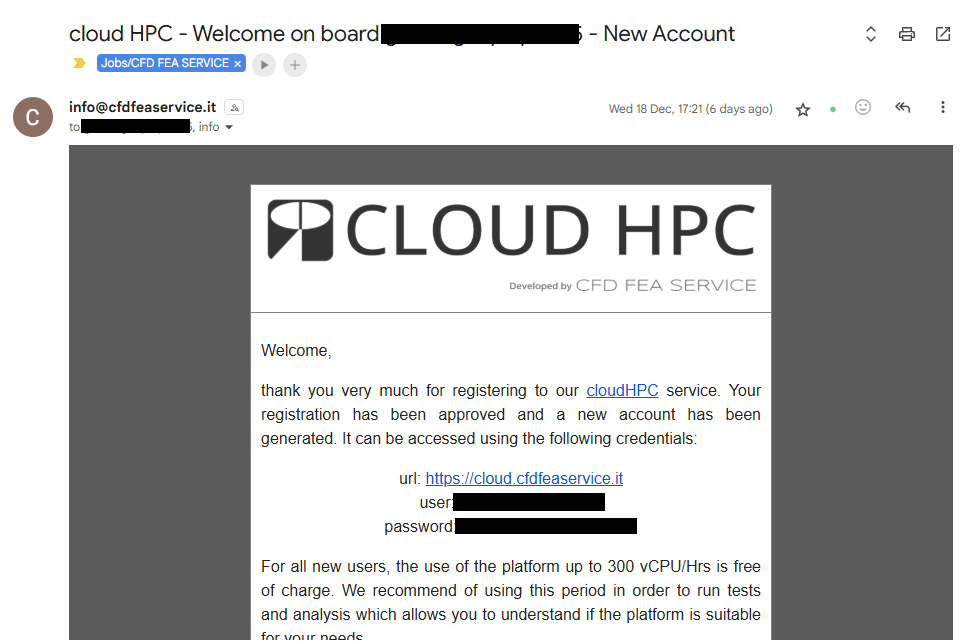 cloud HPC - Welcome on board - New Account
Jobs/CFD FEA SERVICE ×
C
info@cfdfeaservice.it
Wed 18 Dec, 17:21 (6 days ago)
to , info
CLOUD HPC
Developed by CFD FEA SERVICE
Welcome,
thank you very much for registering to our cloudHPC service. Your
registration has been approved and a new account has been
generated. It can be accessed using the following credentials:
url: https://cloud.cfdfeaservice.it
user:
password:
For all new users, the use of the platform up to 300 vCPU/Hrs is free
of charge. We recommend of using this period in order to run tests
and analysis which allows you to understand if the platform is suitable
for your needs